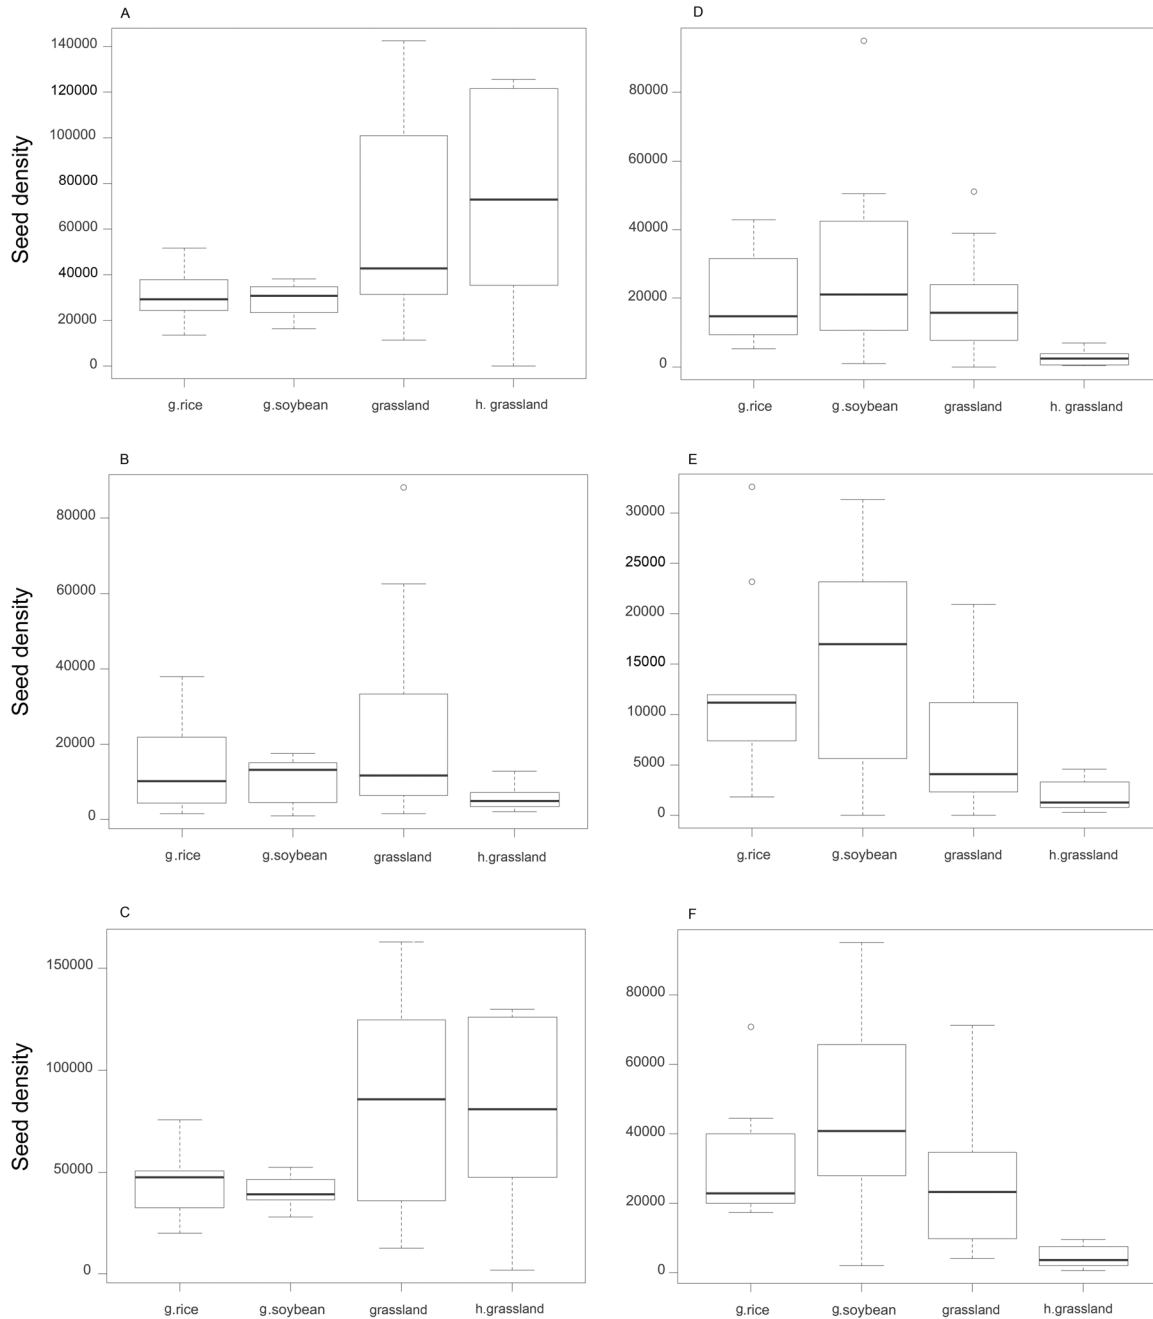 A
Seed density
140000
120000
100000
80000
60000
40000
20000
0
g.rice g.soybean grassland h. grassland
D
80000
60000
40000
20000
0
g.rice g.soybean grassland h. grassland
B
Seed density
80000
60000
40000
20000
0
g.rice g.soybean grassland h.grassland
E
30000
25000
20000
15000
10000
5000
0
g.rice g.soybean grassland h.grassland
C
Seed density
150000
100000
50000
0
g.rice g.soybean grassland h.grassland
F
80000
60000
40000
20000
0
g.rice g.soybean grassland h.grassland